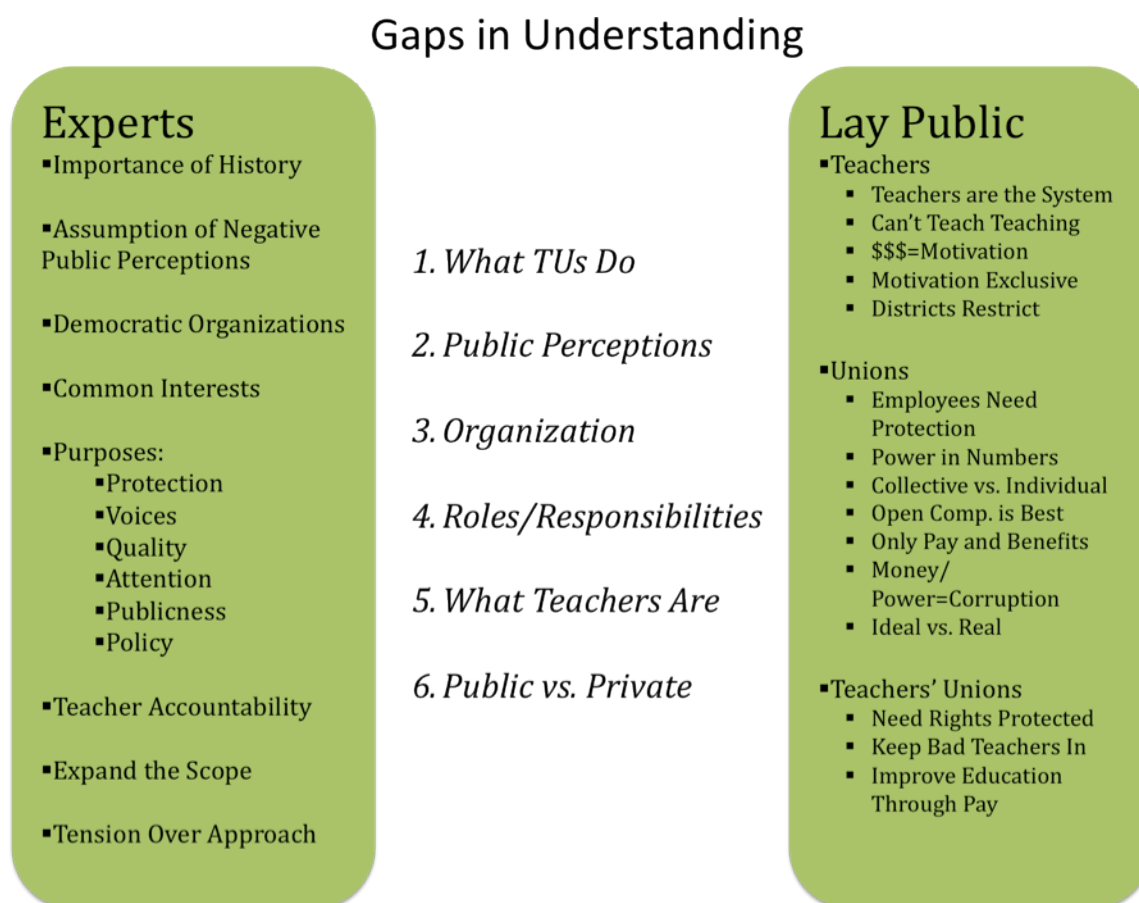 Gaps in Understanding
Experts
▪Importance of History
▪Assumption of Negative
Public Perceptions
▪Democratic Organizations
▪Common Interests
▪Purposes:
▪Protection
▪Voices
▪Quality
▪Attention
▪Publicness
▪Policy
▪Teacher Accountability
▪Expand the Scope
▪Tension Over Approach
1. What TUs Do
2. Public Perceptions
3. Organization
4. Roles/Responsibilities
5. What Teachers Are
6. Public vs. Private
Lay Public
▪Teachers
▪ Teachers are the System
▪ Can’t Teach Teaching
▪ $$$=Motivation
▪ Motivation Exclusive
▪ Districts Restrict
▪Unions
▪ Employees Need
Protection
▪ Power in Numbers
▪ Collective vs. Individual
▪ Open Comp. is Best
▪ Only Pay and Benefits
▪ Money/
Power=Corruption
▪ Ideal vs. Real
▪Teachers’ Unions
▪ Need Rights Protected
▪ Keep Bad Teachers In
▪ Improve Education
Through Pay